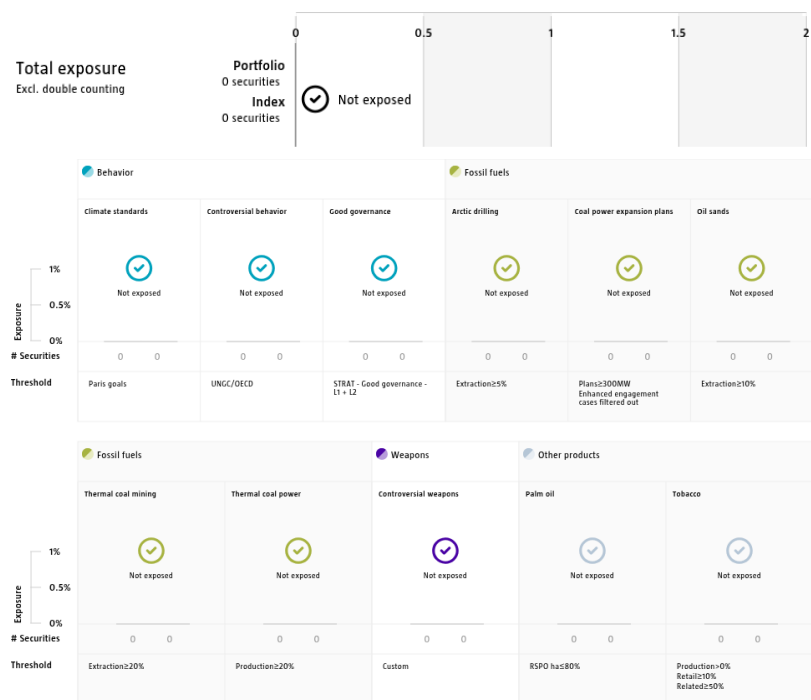 0 0.5 1 1.5 2
Total exposure
Excl. double counting
Portfolio
0 securities
Index
0 securities
Not exposed
Behavior Fossil fuels
Climate standards Controversial behavior Good governance Arctic drilling Coal power expansion plans Oil sands
Not exposed Not exposed Not exposed Not exposed Not exposed Not exposed
Exposure
1%
0.5%
0%
# Securities 0 0 0 0 0 0 0 0 0 0 0 0
Threshold Paris goals UNGC/OECD STRAT - Good governance - Extraction≥5% Plans≥300MW Extraction≥10%
L1 + L2 Enhanced engagement
cases filtered out
Fossil fuels Weapons Other products
Thermal coal mining Thermal coal power Controversial weapons Palm oil Tobacco
Not exposed Not exposed Not exposed Not exposed Not exposed
Exposure
1%
0.5%
0%
# Securities 0 0 0 0 0 0 0 0 0 0
Threshold Extraction≥20% Production≥20% Custom RSPO ha≤80% Production>0%
Retail≥10%
Related≥50%